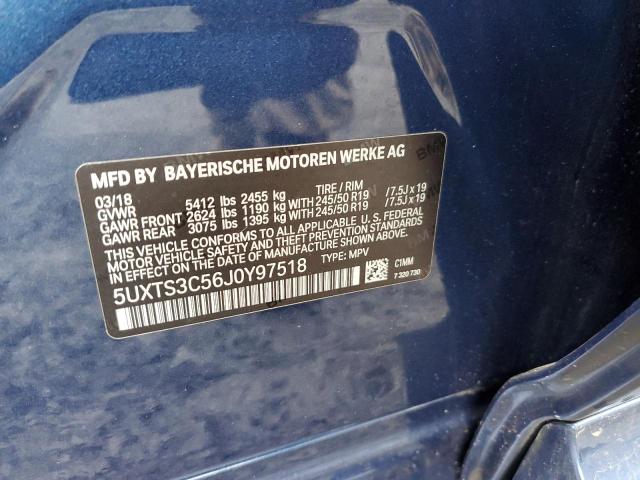 MFD BY BAYERISCHE MOTOREN WERKE AG
03/18 TIRE / RIM
GVWR 5412 lbs 2455 kg
GAWR FRONT 2624 lbs 1190 kg WITH 245/50 R19 / 7.5J x 19
GAWR REAR 3075 lbs 1395 kg WITH 245/50 R19 / 7.5J x 19
THIS VEHICLE CONFORMS TO ALL APPLICABLE U. S. FEDERAL
MOTOR VEHICLE SAFETY AND THEFT PREVENTION STANDARDS IN
EFFECT ON THE DATE OF MANUFACTURE SHOWN ABOVE.
5UXTS3C56J0Y97518 TYPE: MPV
C1MM
7 320 730